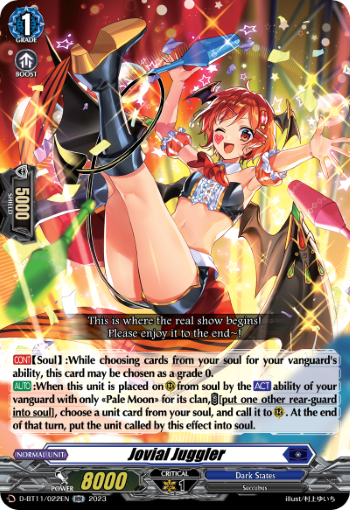 1
GRADE
BOOST
5000
SHIELD
This is where the real show begins!
Please enjoy it to the end~!
CONT【Soul】:While choosing cards from your soul for your vanguard's
ability, this card may be chosen as a grade 0.
AUTO:When this unit is placed on RC from soul by the ACT ability of your
vanguard with only «Pale Moon» for its clan, [put one other rear-guard
into soul], choose a unit card from your soul, and call it to RC. At the end
of that turn, put the unit called by this effect into soul.
NORMAL UNIT
Jovial Juggler
POWER 8000
CRITICAL
1
Dark States
Succubus
D-BT11/022EN RR 2023
illust/村上ゆいち